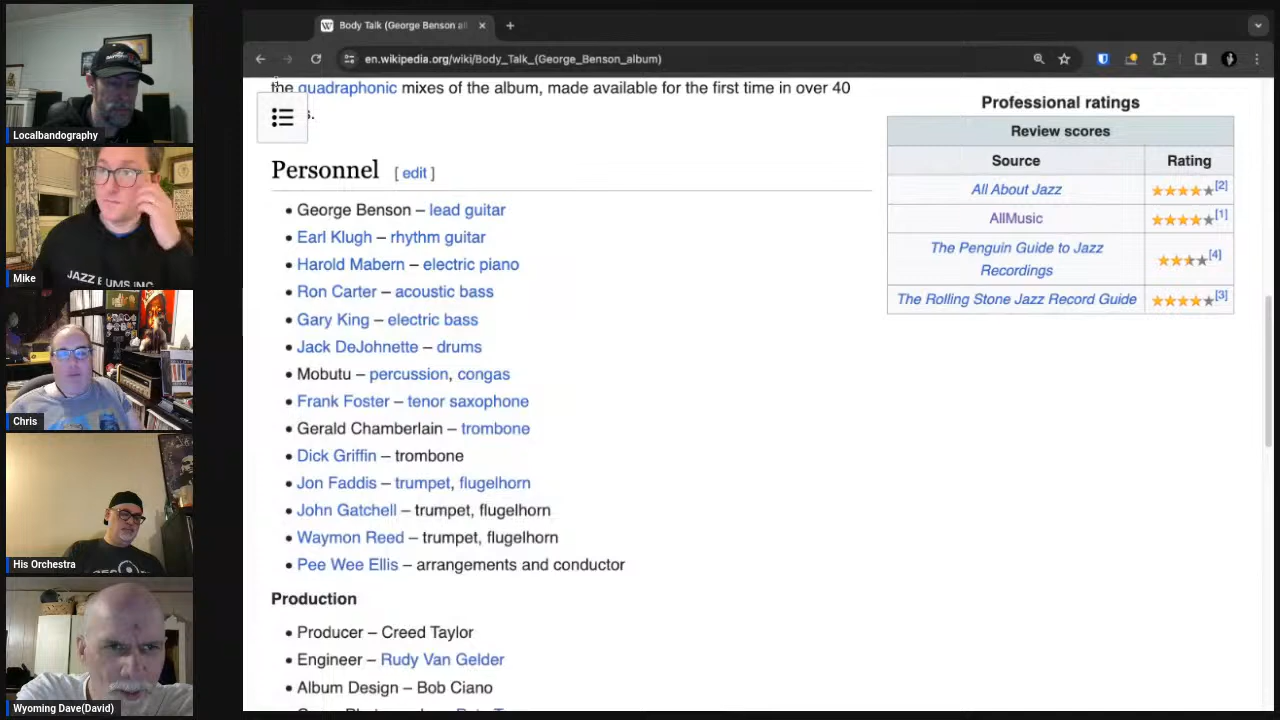 Body Talk (George Benson al
en.wikipedia.org/wiki/Body_Talk_(George_Benson_album)
the quadraphonic mixes of the album, made available for the first time in over 40
s.
Personnel [ edit ]
George Benson – lead guitar
Earl Klugh – rhythm guitar
Harold Mabern – electric piano
Ron Carter – acoustic bass
Gary King – electric bass
Jack DeJohnette – drums
Mobutu – percussion, congas
Frank Foster – tenor saxophone
Gerald Chamberlain – trombone
Dick Griffin – trombone
Jon Faddis – trumpet, flugelhorn
John Gatchell – trumpet, flugelhorn
Waymon Reed – trumpet, flugelhorn
Pee Wee Ellis – arrangements and conductor
Production
Producer – Creed Taylor
Engineer – Rudy Van Gelder
Album Design – Bob Ciano
Professional ratings
Review scores
Source Rating
All About Jazz [2]
AllMusic [1]
The Penguin Guide to Jazz
Recordings [4]
The Rolling Stone Jazz Record Guide [3]
Localbandography
Mike
JAZZ
INC
Chris
His Orchestra
Wyoming Dave(David)